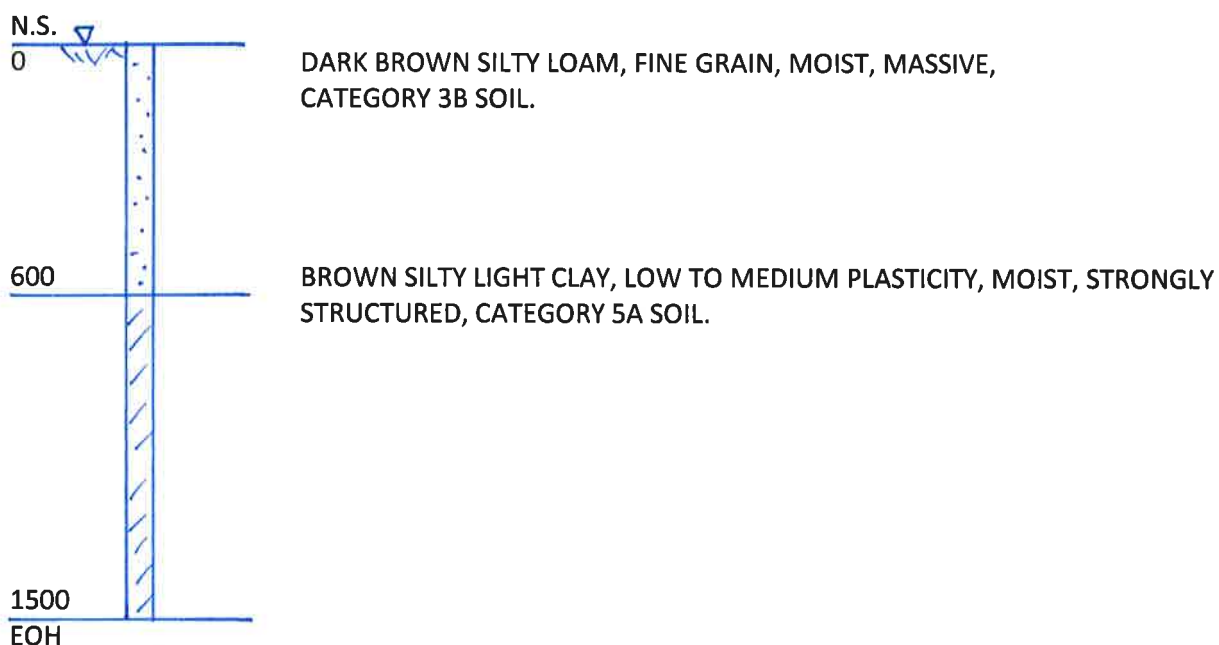 N.S.
0
DARK BROWN SILTY LOAM, FINE GRAIN, MOIST, MASSIVE,
CATEGORY 3B SOIL.
600
BROWN SILTY LIGHT CLAY, LOW TO MEDIUM PLASTICITY, MOIST, STRONGLY
STRUCTURED, CATEGORY 5A SOIL.
1500
EOH